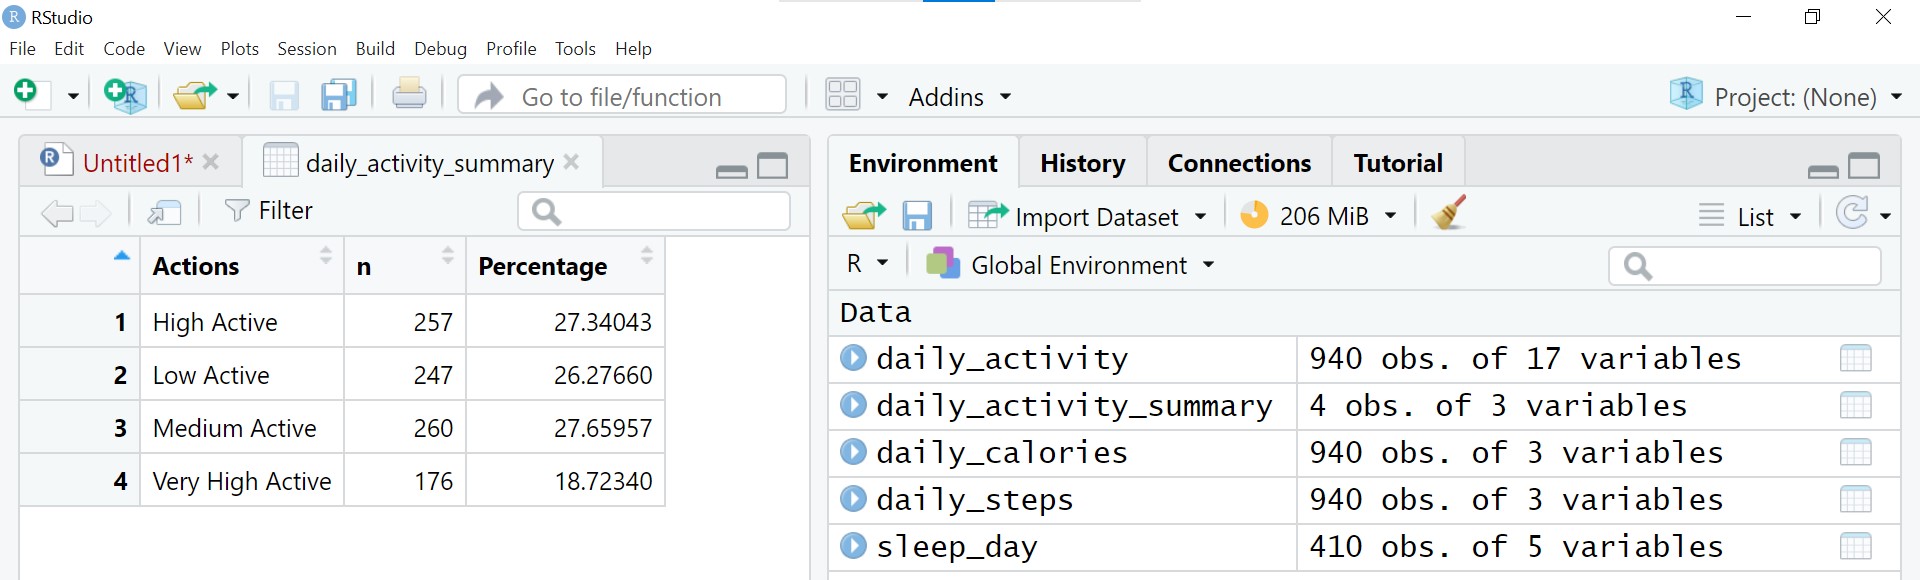 RStudio
File Edit Code View Plots Session Build Debug Profile Tools Help
Go to file/function Addins Project: (None)
Untitled1* daily_activity_summary
Filter
Actions n Percentage
1 High Active 257 27.34043
2 Low Active 247 26.27660
3 Medium Active 260 27.65957
4 Very High Active 176 18.72340
Environment History Connections Tutorial
Import Dataset 206 MiB List
R Global Environment
Data
daily_activity 940 obs. of 17 variables
daily_activity_summary 4 obs. of 3 variables
daily_calories 940 obs. of 3 variables
daily_steps 940 obs. of 3 variables
sleep_day 410 obs. of 5 variables